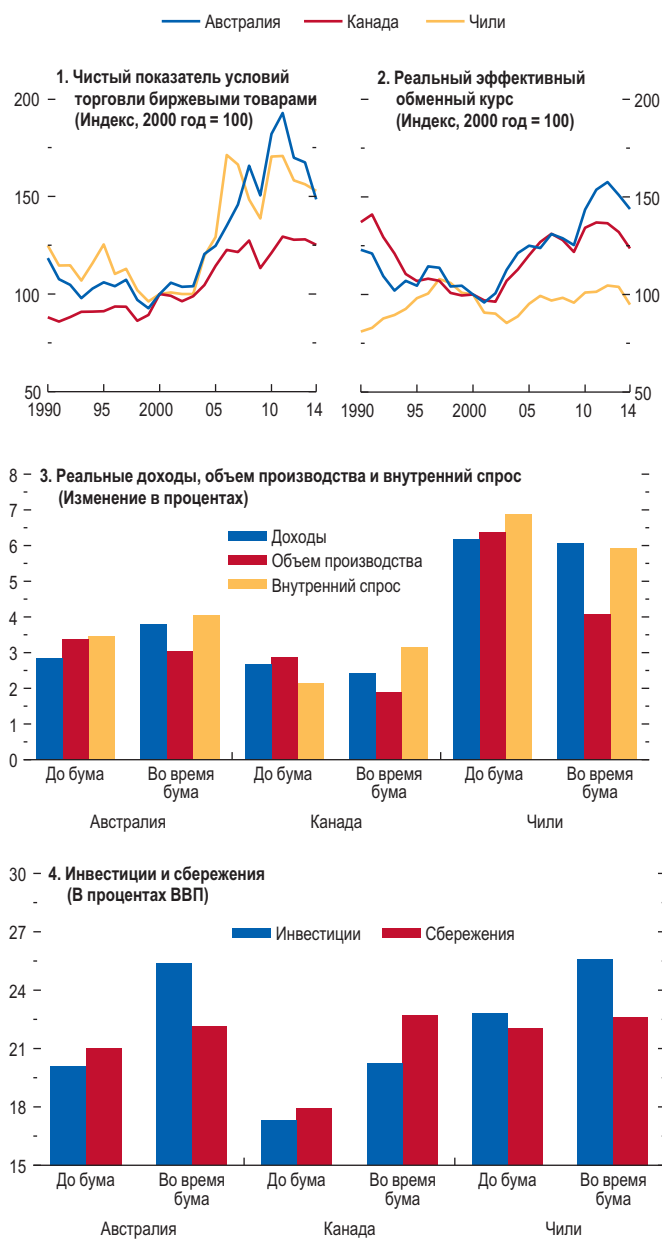 Австралия Канада Чили
1. Чистый показатель условий
торговли биржевыми товарами
(Индекс, 2000 год = 100)
200
150
100
50
1990 95 2000 05 10 14
2. Реальный эффективный
обменный курс
(Индекс, 2000 год = 100)
200
150
100
50
1990 95 2000 05 10 14
3. Реальные доходы, объем производства и внутренний спрос
(Изменение в процентах)
Доходы
Объем производства
Внутренний спрос
8
7
6
5
4
3
2
1
0
До бума Во время бума До бума Во время бума До бума Во время бума
Австралия Канада Чили
4. Инвестиции и сбережения
(В процентах ВВП)
Инвестиции Сбережения
30
27
24
21
18
15
До бума Во время бума До бума Во время бума До бума Во время бума
Австралия Канада Чили